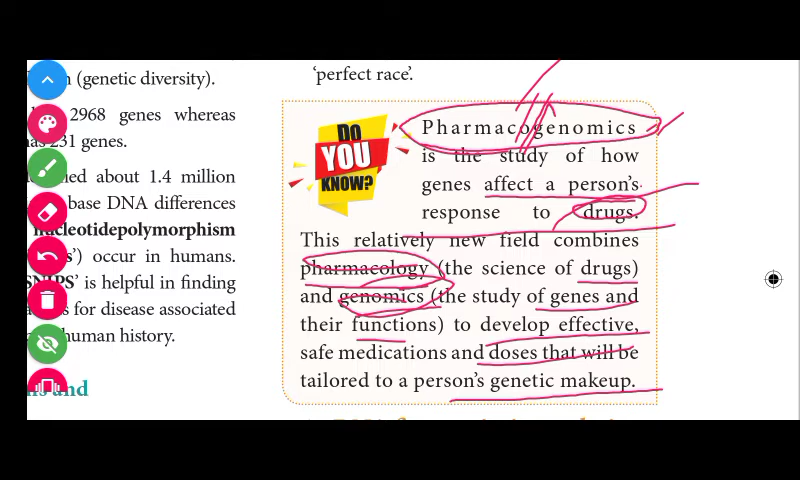 (genetic diversity).
2968 genes whereas
231 genes.
about 1.4 million
base DNA differences
nucleotidepolymorphism
occur in humans.
is helpful in finding
for disease associated
human history.
and
'perfect race'.
DO
YOU
KNOW?
Pharmacogenomics
is the study of how
genes affect a person's
response to drugs.
This relatively new field combines
pharmacology (the science of drugs)
and genomics (the study of genes and
their functions) to develop effective,
safe medications and doses that will be
tailored to a person's genetic makeup.